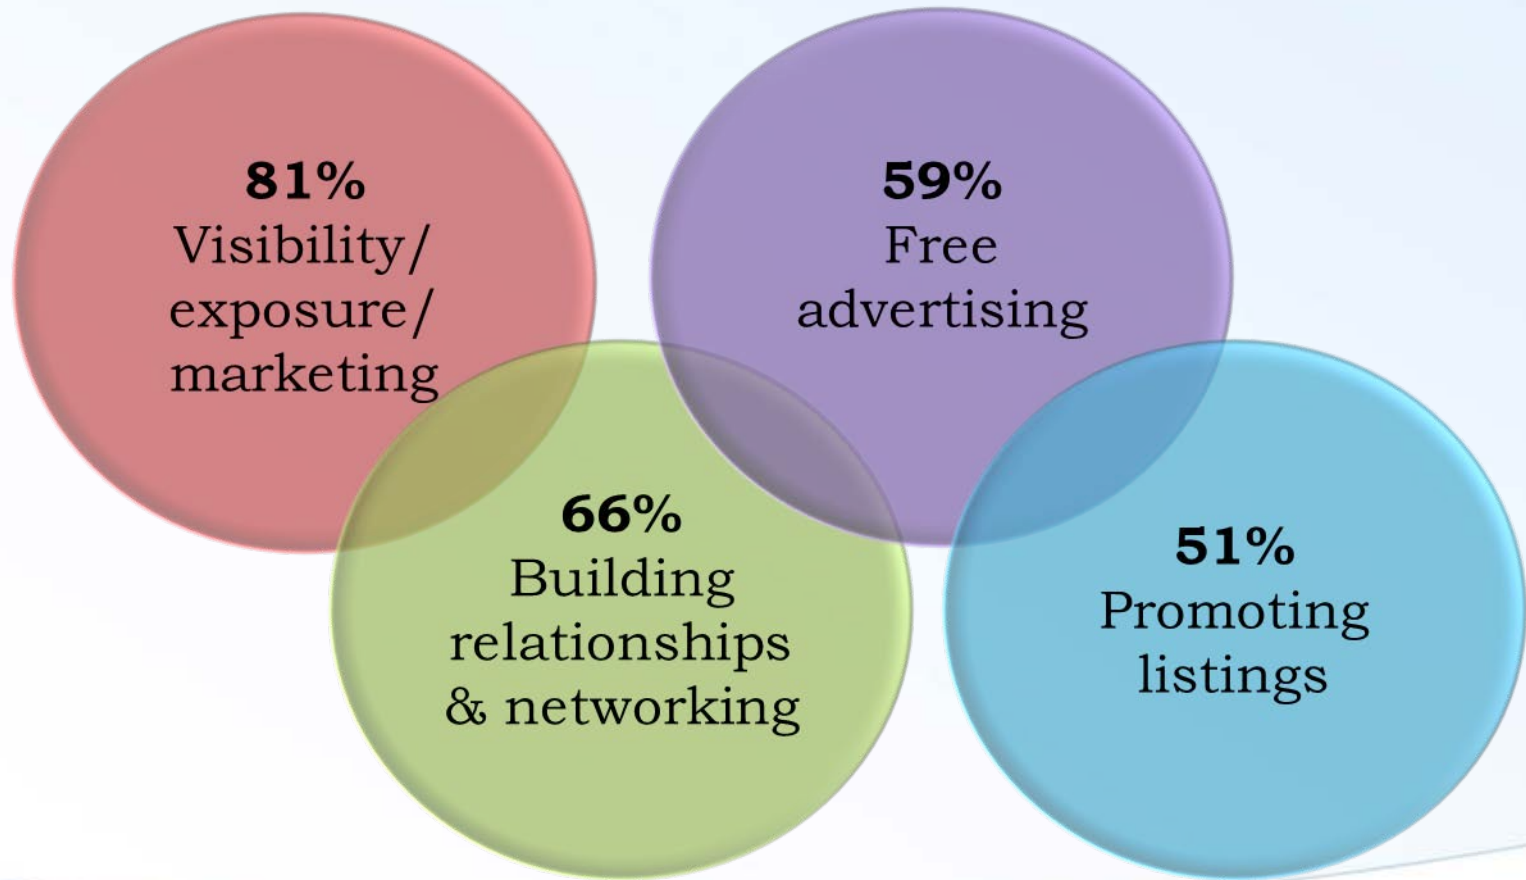 81%
Visibility/
exposure/
marketing
59%
Free
advertising
66%
Building
relationships
& networking
51%
Promoting
listings